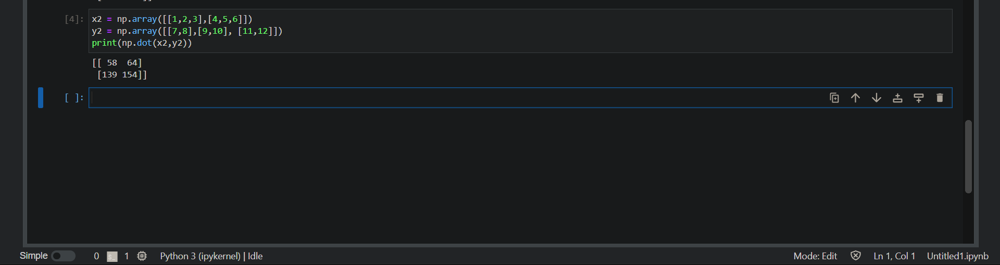 [4]: x2 = np.array([[1,2,3],[4,5,6]])
y2 = np.array([[7,8],[9,10], [11,12]])
print(np.dot(x2,y2))
[[ 58  64]
 [139 154]]
[ ]:
Simple 0 s_ 1 Python 3 (ipykernel) | Idle Mode: Edit Ln 1, Col 1 Untitled1.ipynb